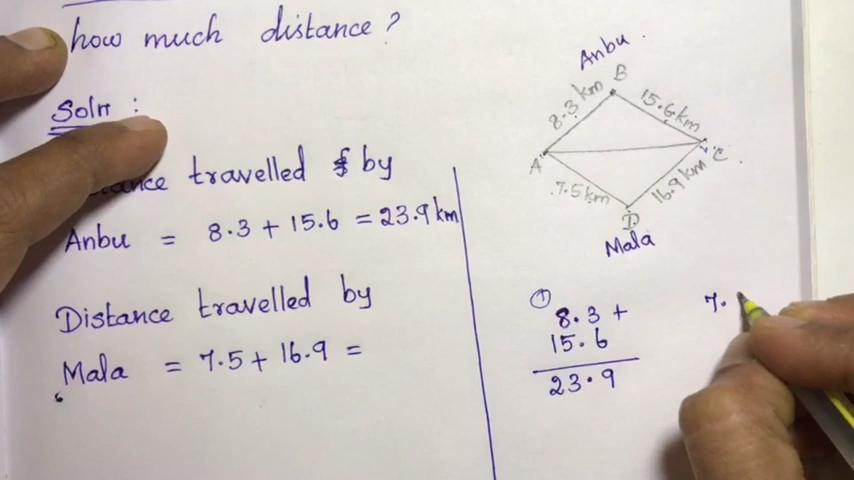 how much distance?
Soln :
travelled by
Anbu = 8.3 + 15.6 = 23.9 km
Distance travelled by
Mala = 7.5 + 16.9 =
Anbu.
B
8.3 km
15.6 km
A
C
7.5 km
16.9 km
D
Mala
1
8.3 +
15.6
23.9
7.